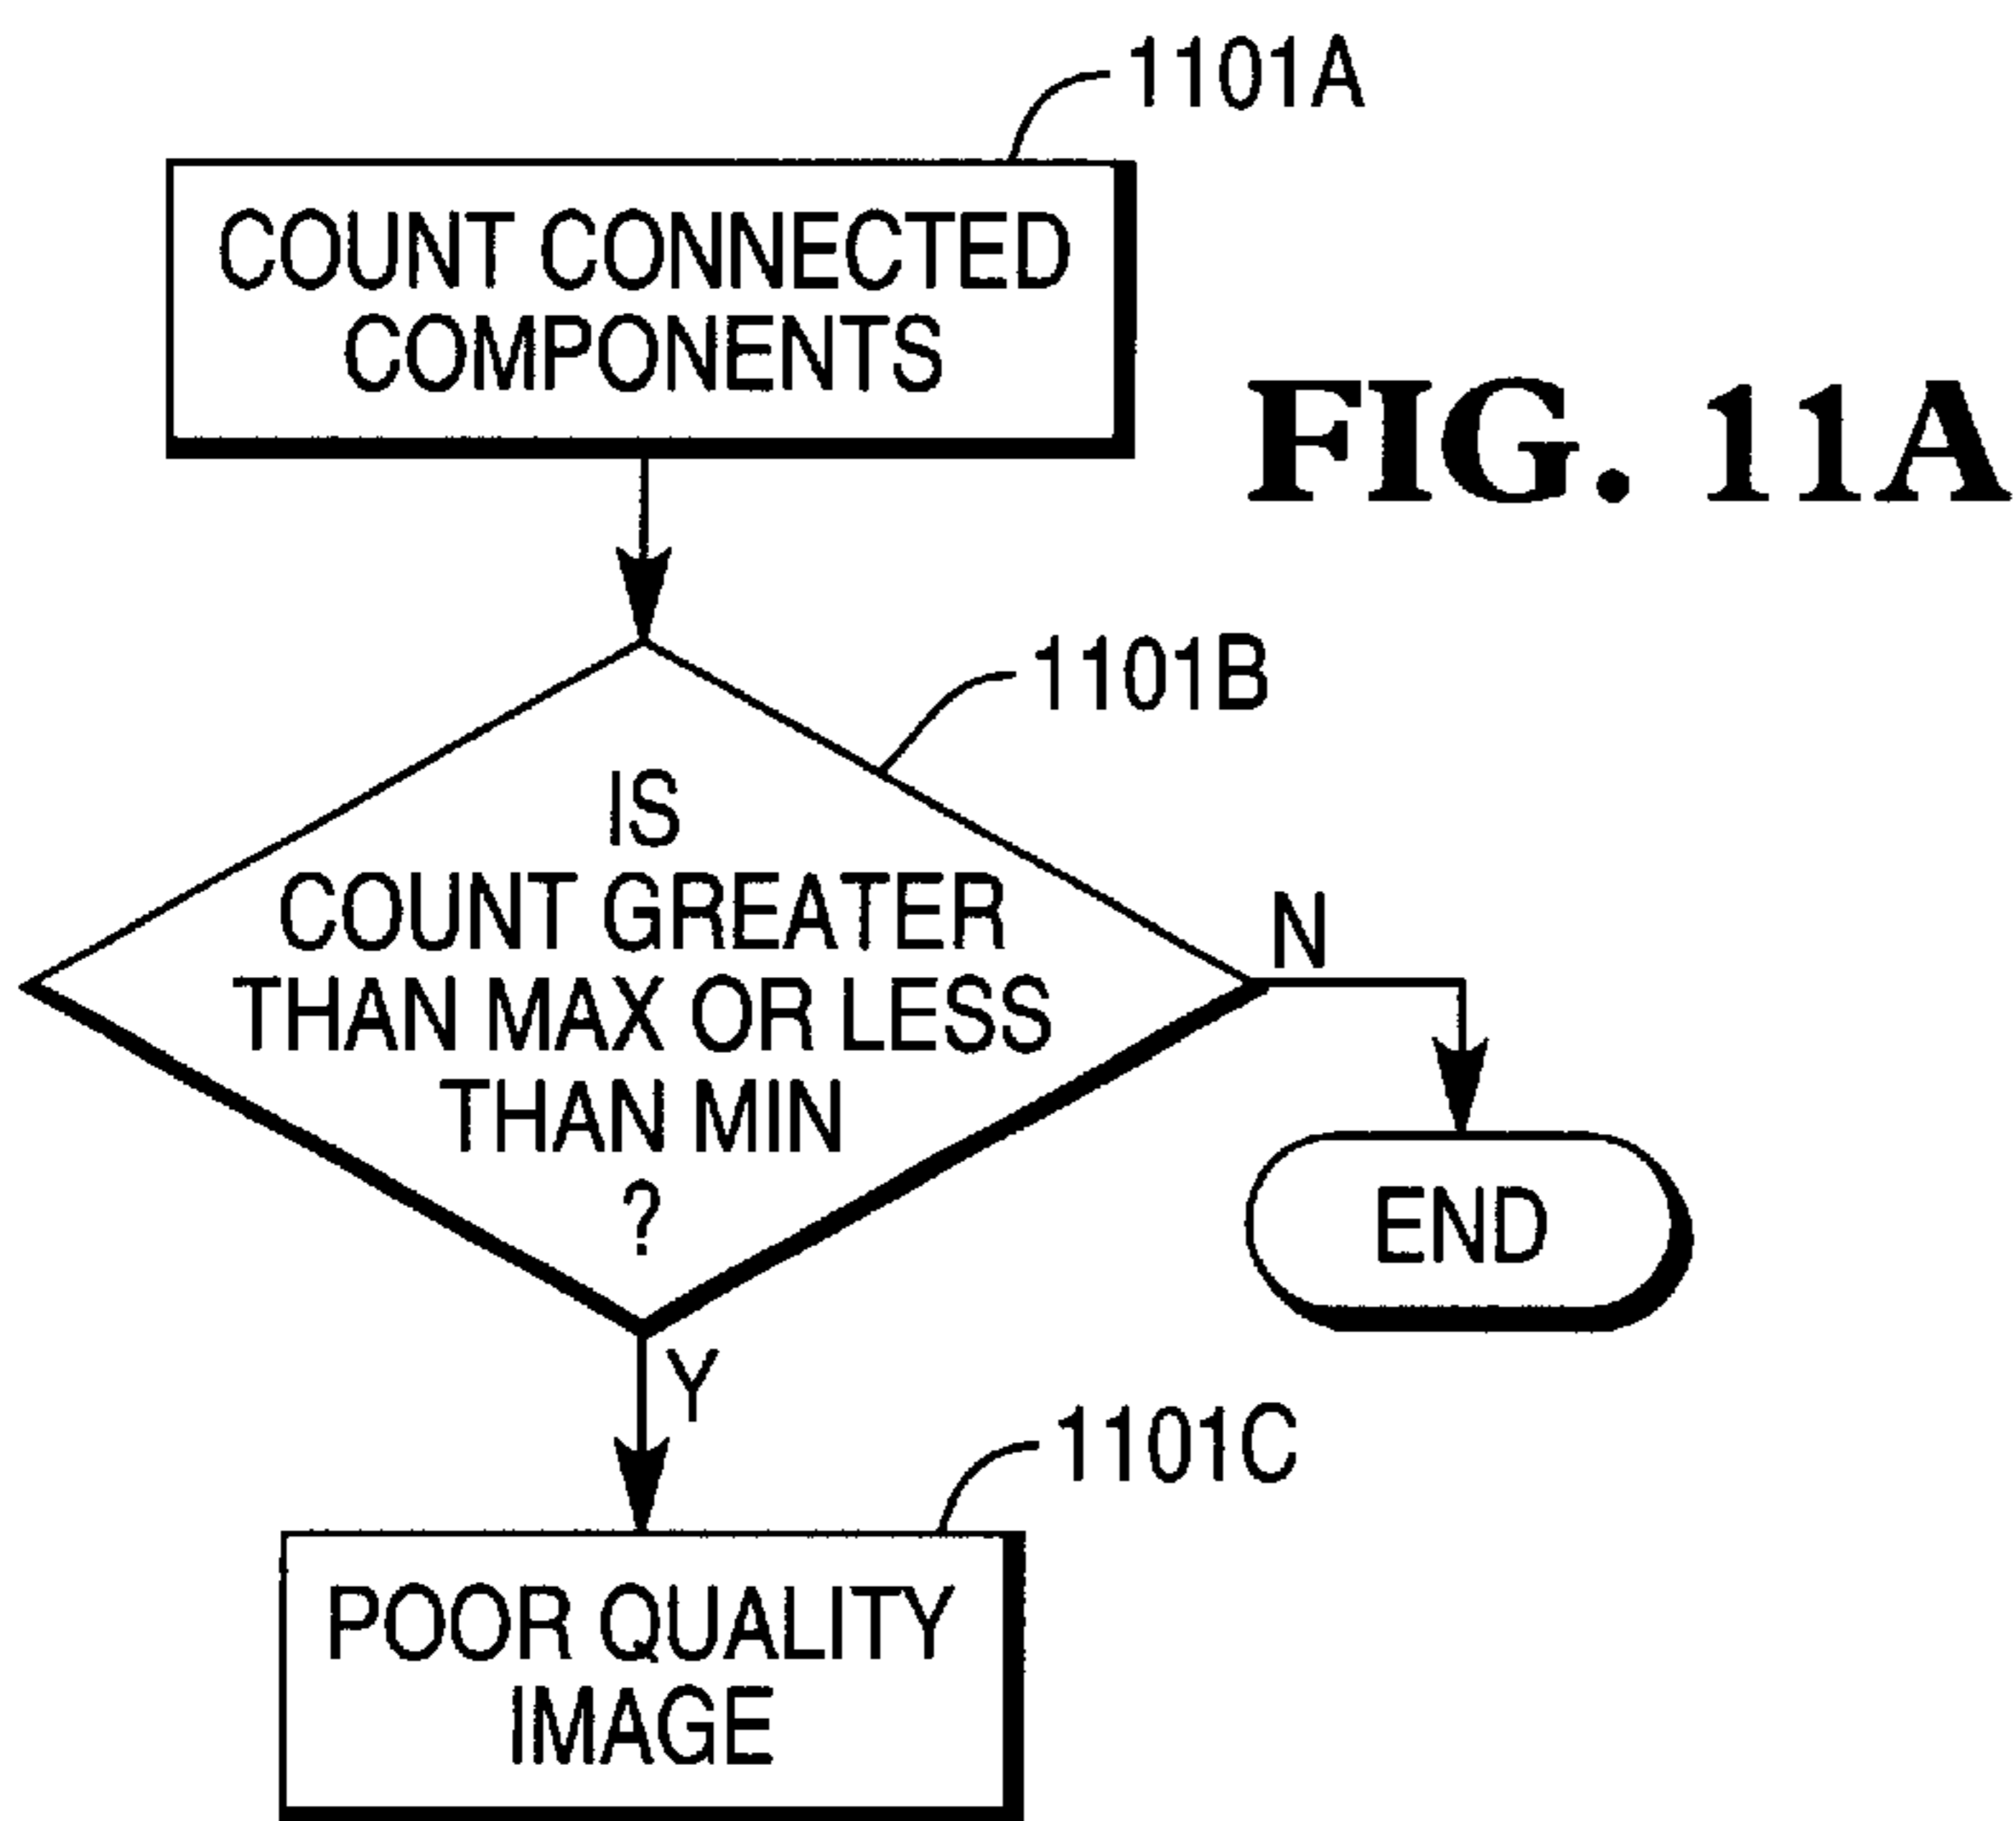 1101A
COUNT CONNECTED
COMPONENTS
FIG. 11A
1101B
IS
COUNT GREATER
THAN MAX OR LESS
THAN MIN
?
N
END
Y
1101C
POOR QUALITY
IMAGE